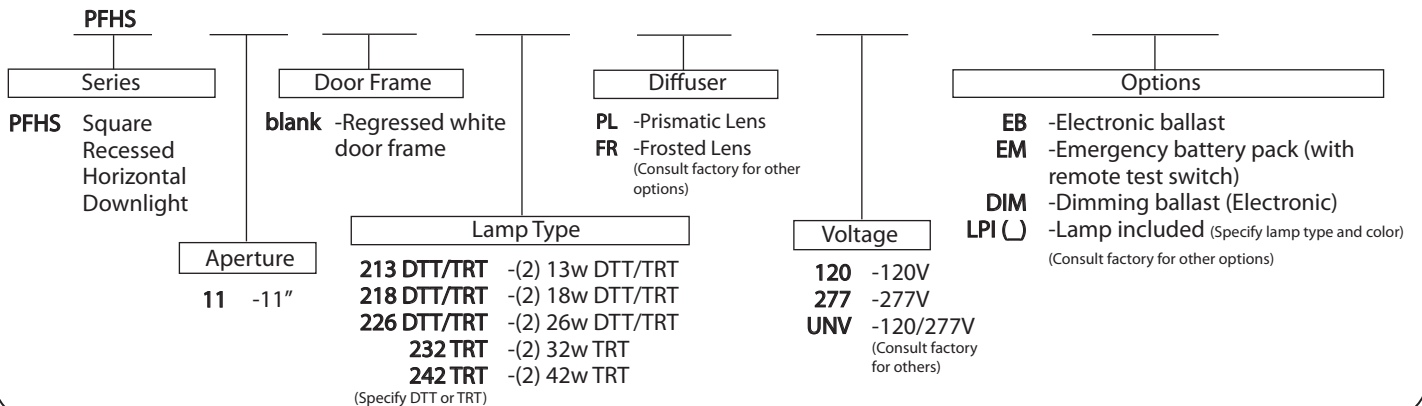 PFHS
Series
PFHS Square
Recessed
Horizontal
Downlight
Aperture
11 -11″
Door Frame
blank -Regressed white
door frame
Lamp Type
213 DTT/TRT -(2) 13w DTT/TRT
218 DTT/TRT -(2) 18w DTT/TRT
226 DTT/TRT -(2) 26w DTT/TRT
232 TRT -(2) 32w TRT
242 TRT -(2) 42w TRT
(Specify DTT or TRT)
Diffuser
PL -Prismatic Lens
FR -Frosted Lens
(Consult factory for other
options)
Voltage
120 -120V
277 -277V
UNV -120/277V
(Consult factory
for others)
Options
EB -Electronic ballast
EM -Emergency battery pack (with
remote test switch)
DIM -Dimming ballast (Electronic)
LPI (_) -Lamp included (Specify lamp type and color)
(Consult factory for other options)